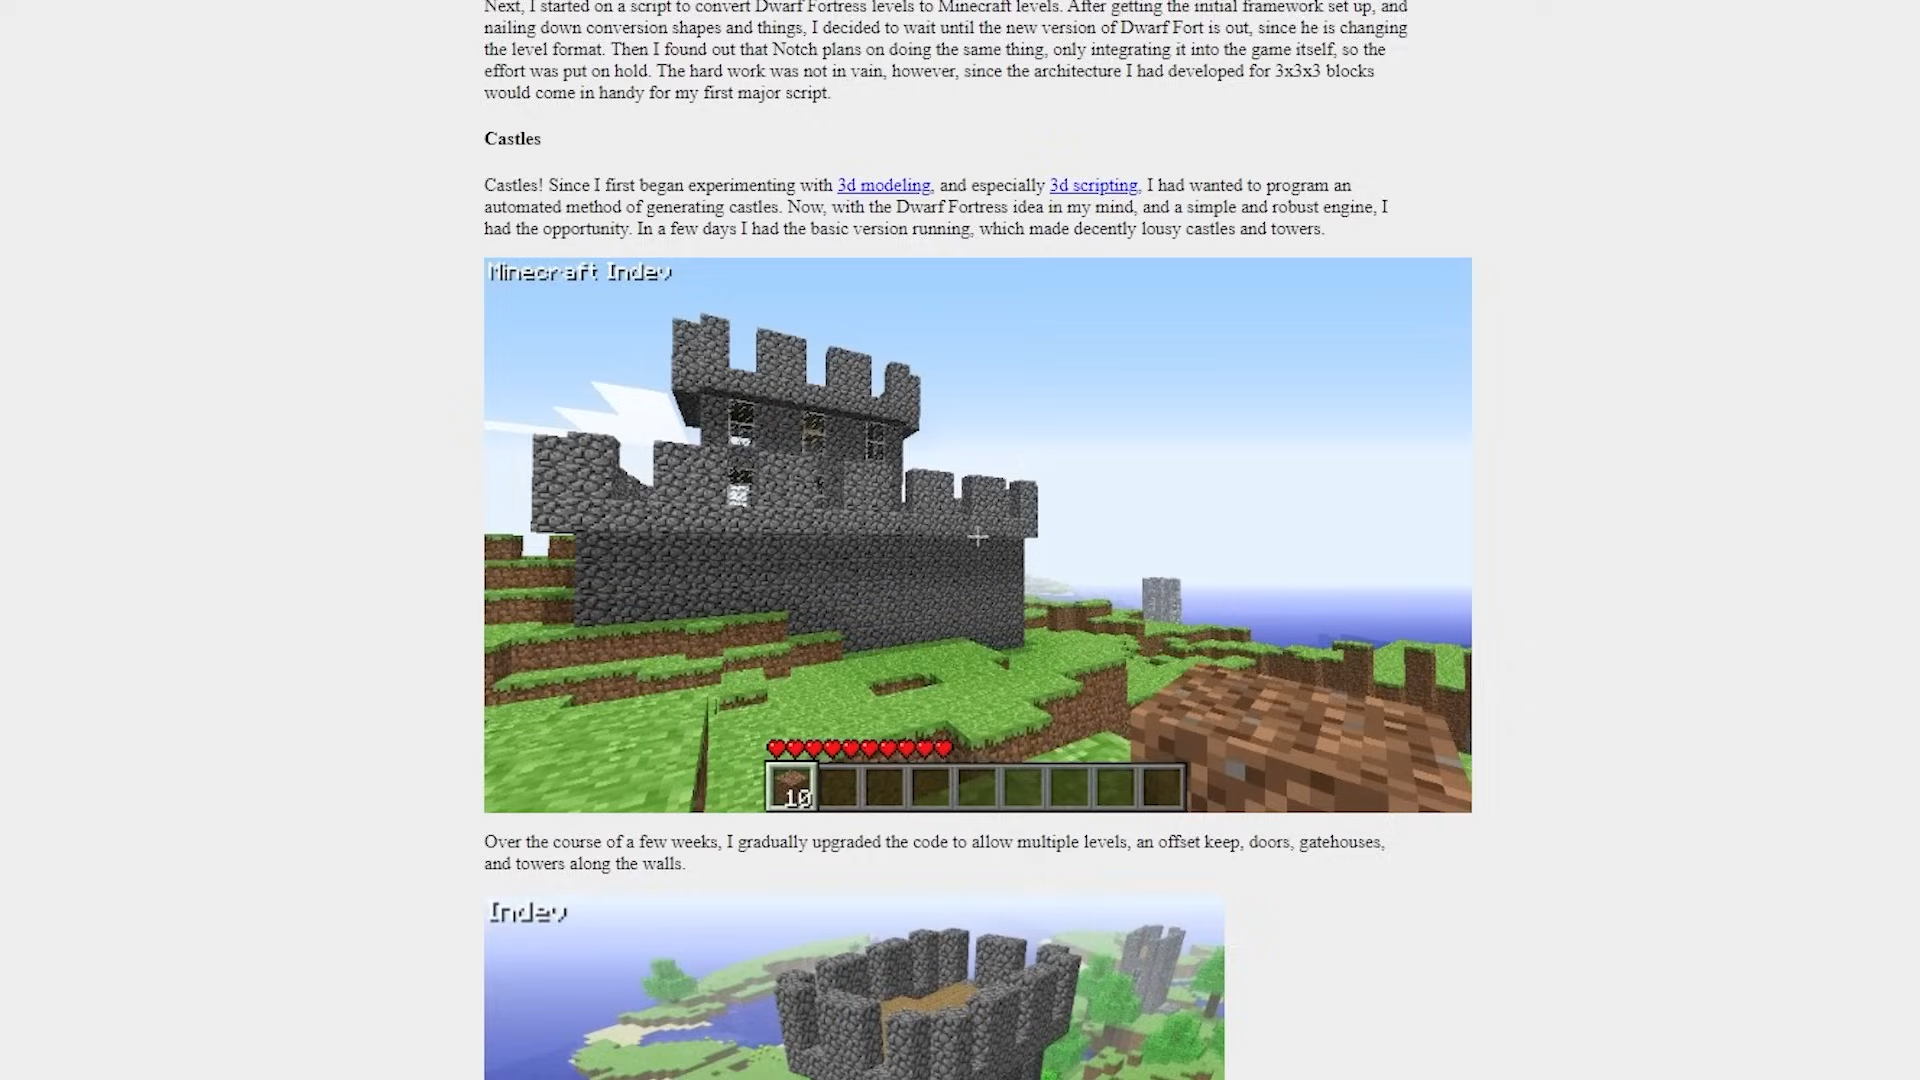 Next, I started on a script to convert Dwarf Fortress levels to Minecraft levels. After getting the initial framework set up, and
nailing down conversion shapes and things, I decided to wait until the new version of Dwarf Fort is out, since he is changing
the level format. Then I found out that Notch plans on doing the same thing, only integrating it into the game itself, so the
effort was put on hold. The hard work was not in vain, however, since the architecture I had developed for 3x3x3 blocks
would come in handy for my first major script.
Castles
Castles! Since I first began experimenting with 3d modeling, and especially 3d scripting, I had wanted to program an
automated method of generating castles. Now, with the Dwarf Fortress idea in my mind, and a simple and robust engine, I
had the opportunity. In a few days I had the basic version running, which made decently lousy castles and towers.
Minecraft Indev
10
Over the course of a few weeks, I gradually upgraded the code to allow multiple levels, an offset keep, doors, gatehouses,
and towers along the walls.
Indev